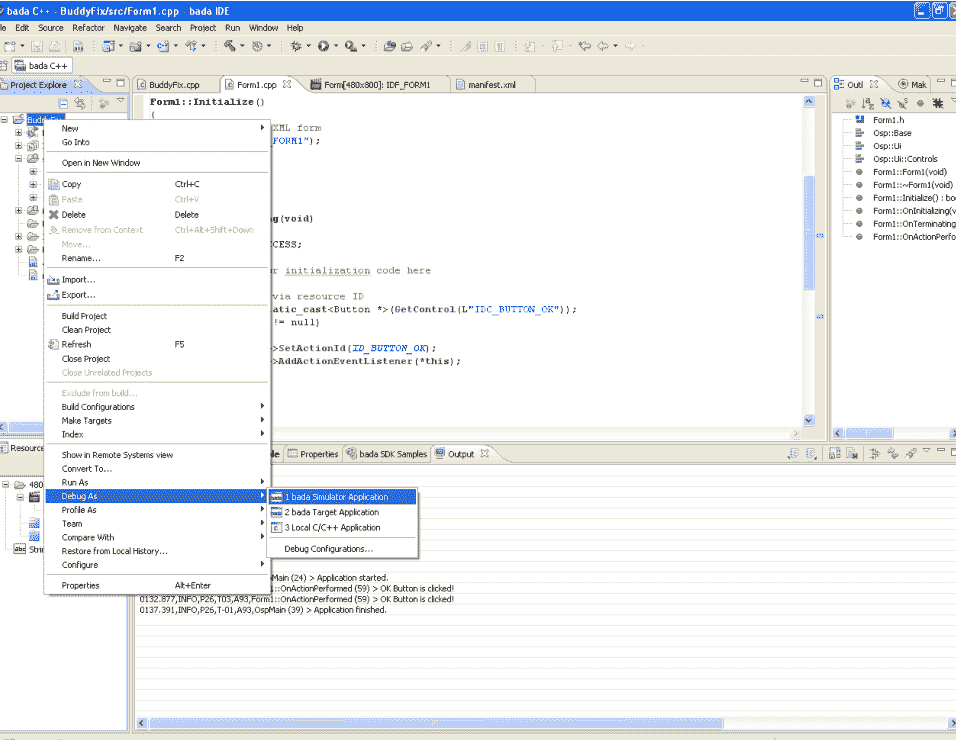 bada C++ - BuddyFix/src/Form1.cpp - bada IDE
Edit Source Refactor Navigate Search Project Run Window Help
bada C++
Project Explore
BuddyFix.cpp Form1.cpp Form[480x800]: IDF_FORM1 manifest.xml
Outl Mak
Form1::Initialize()
{
XML form
_FORM1");
g(void)
CCESS;
r initialization code here
via resource ID
atic_cast<Button *>(GetControl(L"IDC_BUTTON_OK"));
!= null)
>SetActionId(ID_BUTTON_OK);
>AddActionEventListener(*this);
Form1.h
Osp::Base
Osp::Ui
Osp::Ui::Controls
Form1::Form1(void)
Form1::~Form1(void)
Form1::Initialize() : boo
Form1::OnInitializing(v
Form1::OnTerminating
Form1::OnActionPerfo
New
Go Into
Open in New Window
Copy Ctrl+C
Paste Ctrl+V
Delete Delete
Remove from Context Ctrl+Alt+Shift+Down
Move...
Rename... F2
Import...
Export...
Build Project
Clean Project
Refresh F5
Close Project
Close Unrelated Projects
Exclude from build...
Build Configurations
Make Targets
Index
Show in Remote Systems view
Convert To...
Run As
Debug As
Profile As
Team
Compare With
Restore from Local History...
Configure
Properties Alt+Enter
1 bada Simulator Application
2 bada Target Application
3 Local C/C++ Application
Debug Configurations...
Resource
480
Properties bada SDK Samples Output
Main (24) > Application started.
::OnActionPerformed (59) > OK Button is clicked!
0132.877,INFO,P26,T03,A93,Form1::OnActionPerformed (59) > OK Button is clicked!
0137.391,INFO,P26,T-01,A93,OspMain (39) > Application finished.